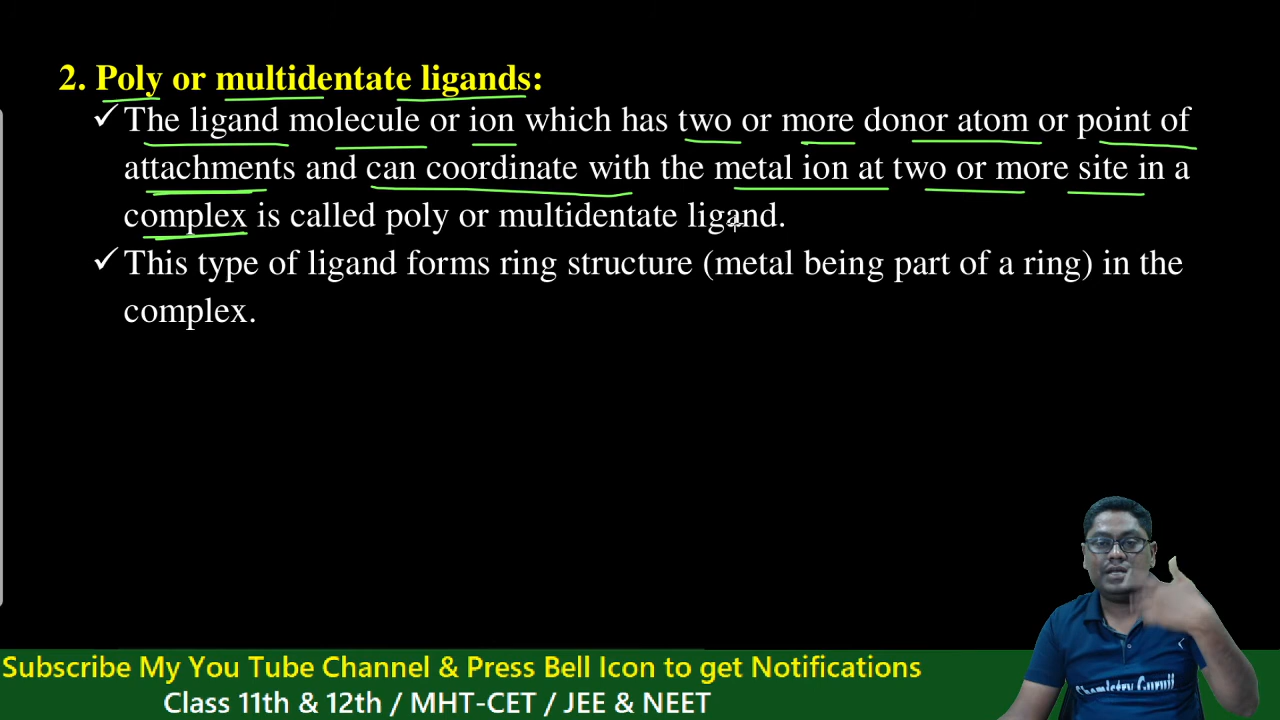 2. Poly or multidentate ligands:
✓ The ligand molecule or ion which has two or more donor atom or point of
attachments and can coordinate with the metal ion at two or more site in a
complex is called poly or multidentate ligand.
✓ This type of ligand forms ring structure (metal being part of a ring) in the
complex.
Chemistry Guruji
Subscribe My You Tube Channel & Press Bell Icon to get Notifications
Class 11th & 12th / MHT-CET / JEE & NEET